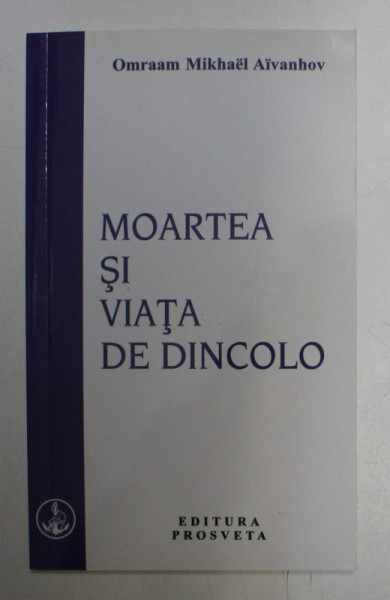 Omraam Mikhaël Aïvanhov
MOARTEA
ŞI
VIAŢA
DE DINCOLO
EDITURA
PROSVETA